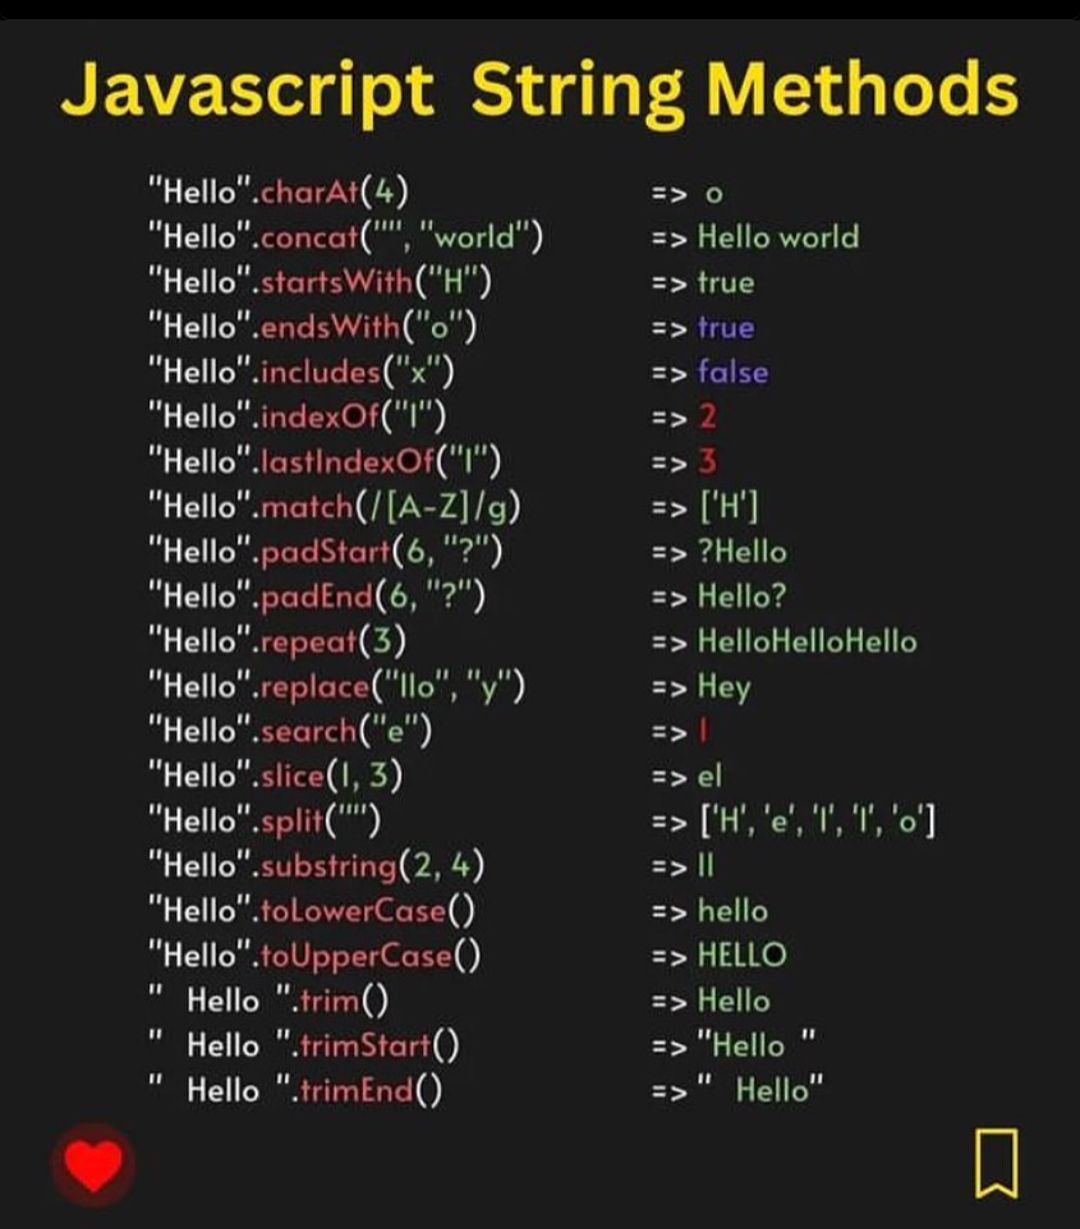 Javascript String Methods
"Hello".charAt(4) => o
"Hello".concat("", "world") => Hello world
"Hello".startsWith("H") => true
"Hello".endsWith("o") => true
"Hello".includes("x") => false
"Hello".indexOf("l") => 2
"Hello".lastIndexOf("l") => 3
"Hello".match(/[A-Z]/g) => ['H']
"Hello".padStart(6, "?") => ?Hello
"Hello".padEnd(6, "?") => Hello?
"Hello".repeat(3) => HelloHelloHello
"Hello".replace("llo", "y") => Hey
"Hello".search("e") => 1
"Hello".slice(1, 3) => el
"Hello".split("") => ['H', 'e', 'l', 'l', 'o']
"Hello".substring(2, 4) => ll
"Hello".toLowerCase() => hello
"Hello".toUpperCase() => HELLO
"  Hello ".trim() => Hello
"  Hello ".trimStart() => "Hello "
"  Hello ".trimEnd() => "  Hello"